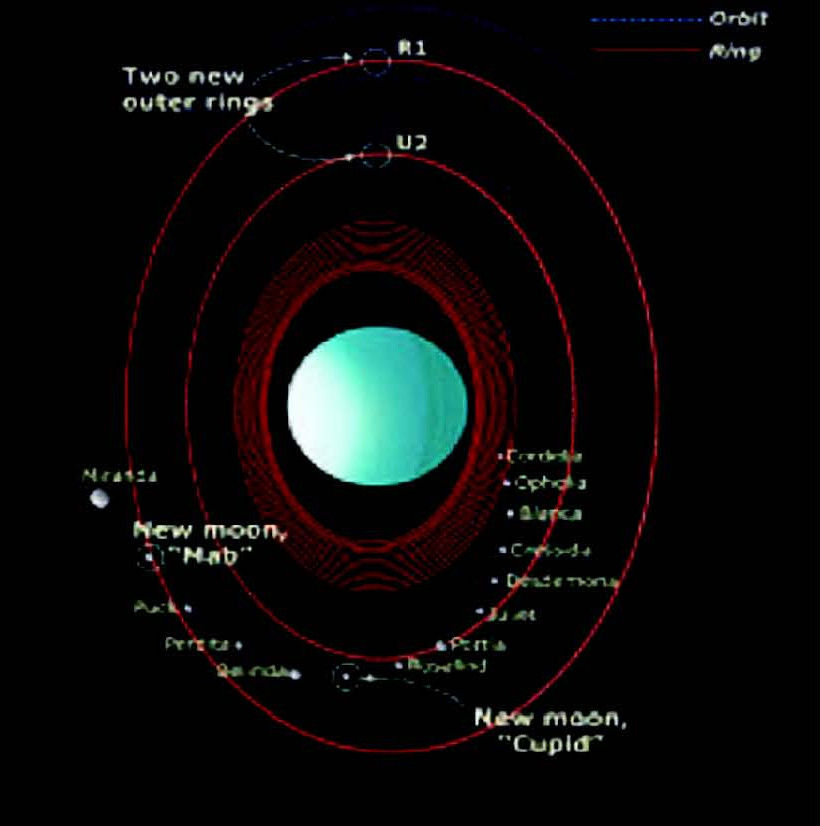 Orbit
Ring
R1
Two new
outer rings
U2
Cordelia
Miranda
Ophelia
Bianca
New moon,
"Mab"
Cressida
Desdemona
Puck
Juliet
Perdita
Portia
Belinda
Rosalind
New moon,
"Cupid"